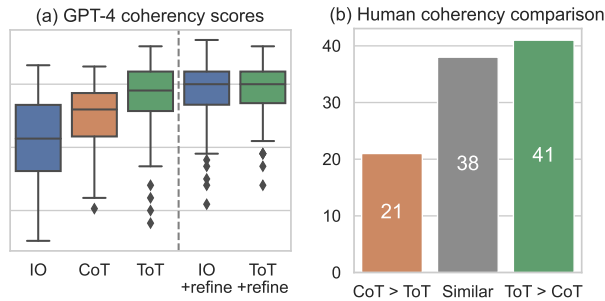 (a) GPT-4 coherency scores
IO
CoT
ToT
IO
+refine
ToT
+refine
(b) Human coherency comparison
40
30
20
10
0
21
38
41
CoT > ToT
Similar
ToT > CoT